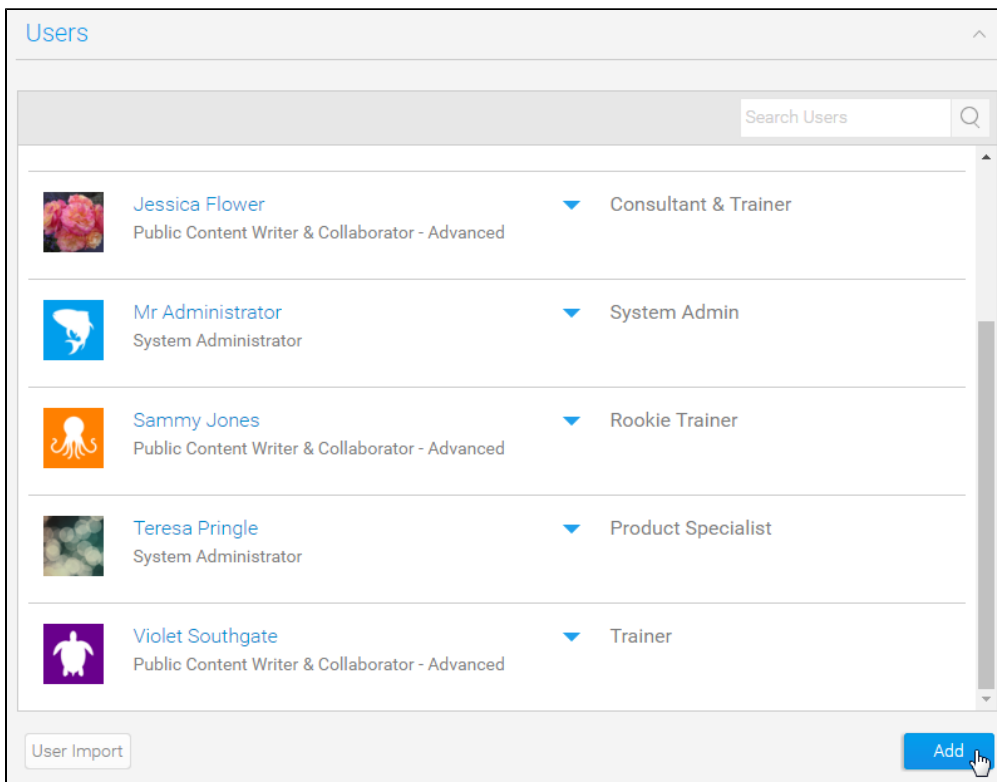 Users
Search Users
Jessica Flower
Consultant & Trainer
Public Content Writer & Collaborator - Advanced
Mr Administrator
System Admin
System Administrator
Sammy Jones
Rookie Trainer
Public Content Writer & Collaborator - Advanced
Teresa Pringle
Product Specialist
System Administrator
Violet Southgate
Trainer
Public Content Writer & Collaborator - Advanced
User Import
Add